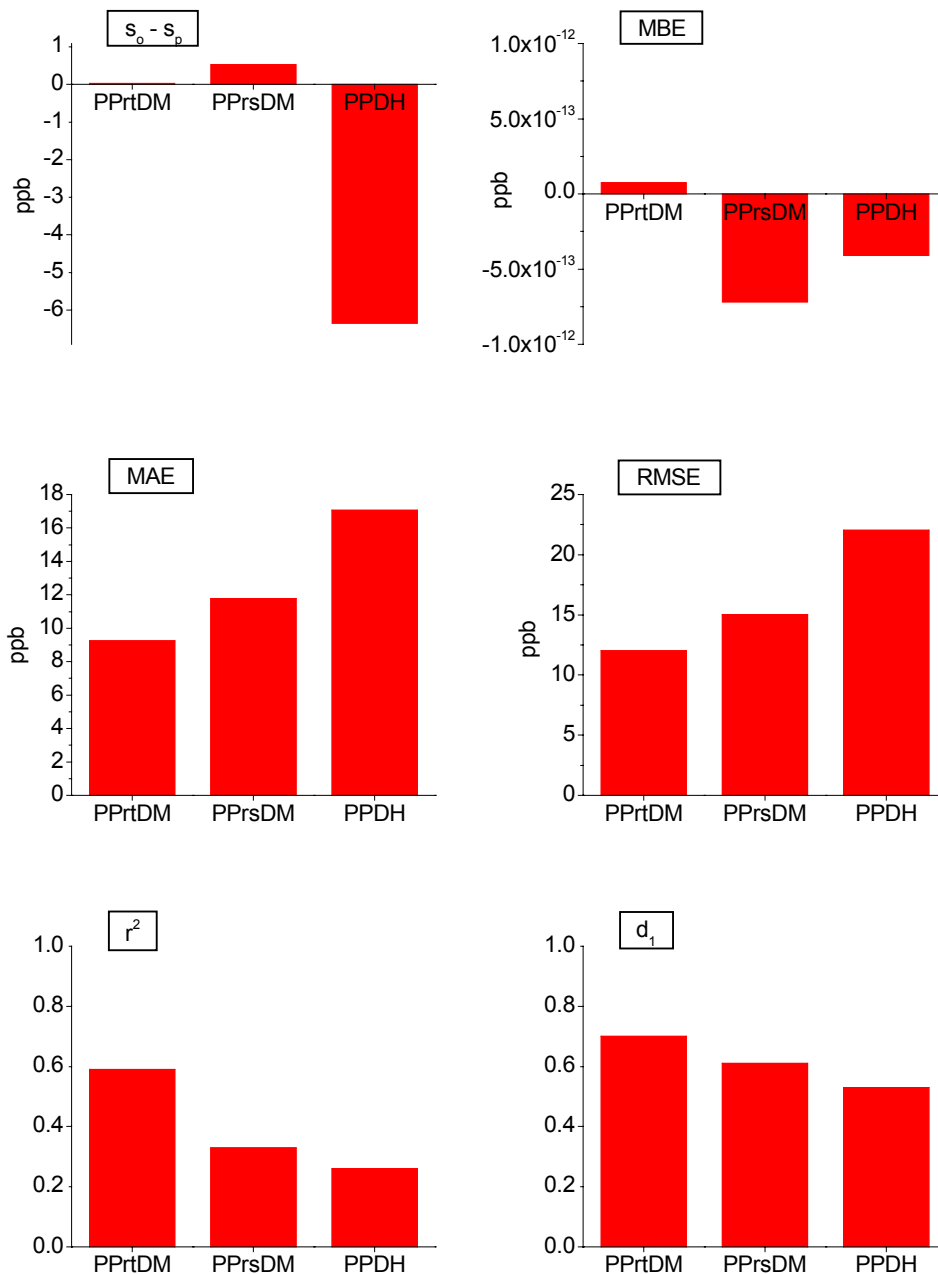 s₀ - sₚ
1
0
-1
-2
-3
-4
-5
-6
ppb
PPrtDM PPrsDM PPDH
MBE
1.0x10⁻¹²
5.0x10⁻¹³
0.0
-5.0x10⁻¹³
-1.0x10⁻¹²
ppb
PPrtDM PPrsDM PPDH
MAE
18
16
14
12
10
8
6
4
2
0
ppb
PPrtDM PPrsDM PPDH
RMSE
25
20
15
10
5
0
ppb
PPrtDM PPrsDM PPDH
r²
1.0
0.8
0.6
0.4
0.2
0.0
PPrtDM PPrsDM PPDH
d₁
1.0
0.8
0.6
0.4
0.2
0.0
PPrtDM PPrsDM PPDH